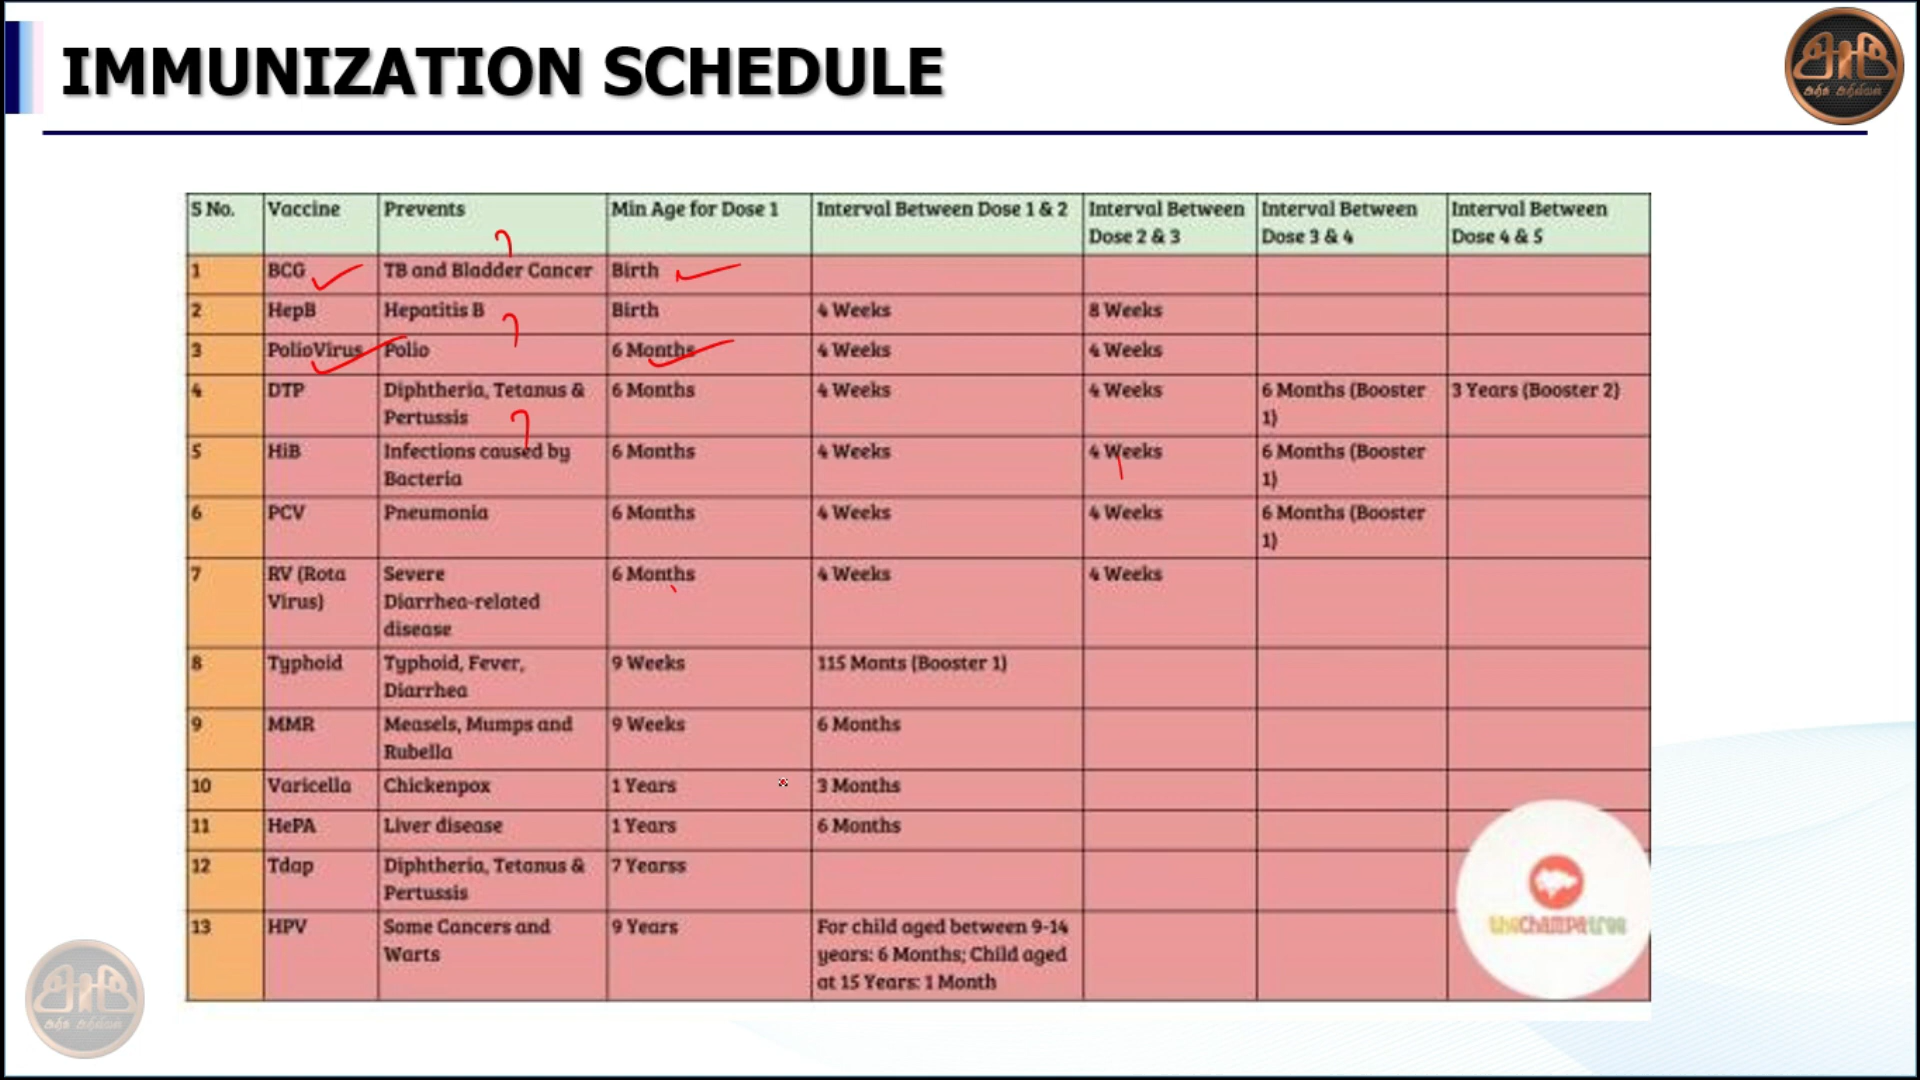 IMMUNIZATION SCHEDULE
அறிக அறிவியல்
S No. Vaccine Prevents Min Age for Dose 1 Interval Between Dose 1 & 2 Interval Between Dose 2 & 3 Interval Between Dose 3 & 4 Interval Between Dose 4 & 5
1 BCG TB and Bladder Cancer Birth
2 HepB Hepatitis B Birth 4 Weeks 8 Weeks
3 PolioVirus Polio 6 Months 4 Weeks 4 Weeks
4 DTP Diphtheria, Tetanus & Pertussis 6 Months 4 Weeks 4 Weeks 6 Months (Booster 1) 3 Years (Booster 2)
5 HiB Infections caused by Bacteria 6 Months 4 Weeks 4 Weeks 6 Months (Booster 1)
6 PCV Pneumonia 6 Months 4 Weeks 4 Weeks 6 Months (Booster 1)
7 RV (Rota Virus) Severe Diarrhea-related disease 6 Months 4 Weeks 4 Weeks
8 Typhoid Typhoid, Fever, Diarrhea 9 Weeks 115 Monts (Booster 1)
9 MMR Measels, Mumps and Rubella 9 Weeks 6 Months
10 Varicella Chickenpox 1 Years 3 Months
11 HePA Liver disease 1 Years 6 Months
12 Tdap Diphtheria, Tetanus & Pertussis 7 Yearss
13 HPV Some Cancers and Warts 9 Years For child aged between 9-14 years: 6 Months; Child aged at 15 Years: 1 Month
theChampatree
அறிக அறிவியல்